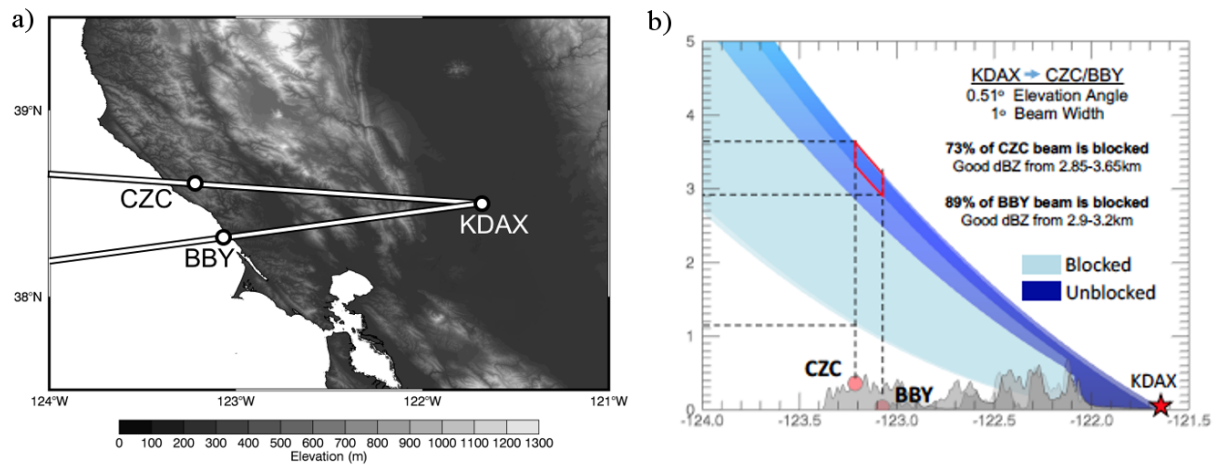 a)
39°N
38°N
CZC
BBY
KDAX
124°W
123°W
122°W
121°W
0 100 200 300 400 500 600 700 800 900 1000 1100 1200 1300
Elevation (m)
b)
5
4
3
2
1
0
KDAX → CZC/BBY
0.51° Elevation Angle
1° Beam Width
73% of CZC beam is blocked
Good dBZ from 2.85-3.65km
89% of BBY beam is blocked
Good dBZ from 2.9-3.2km
Blocked
Unblocked
CZC
BBY
KDAX
-124.0 -123.5 -123.0 -122.5 -122.0 -121.5